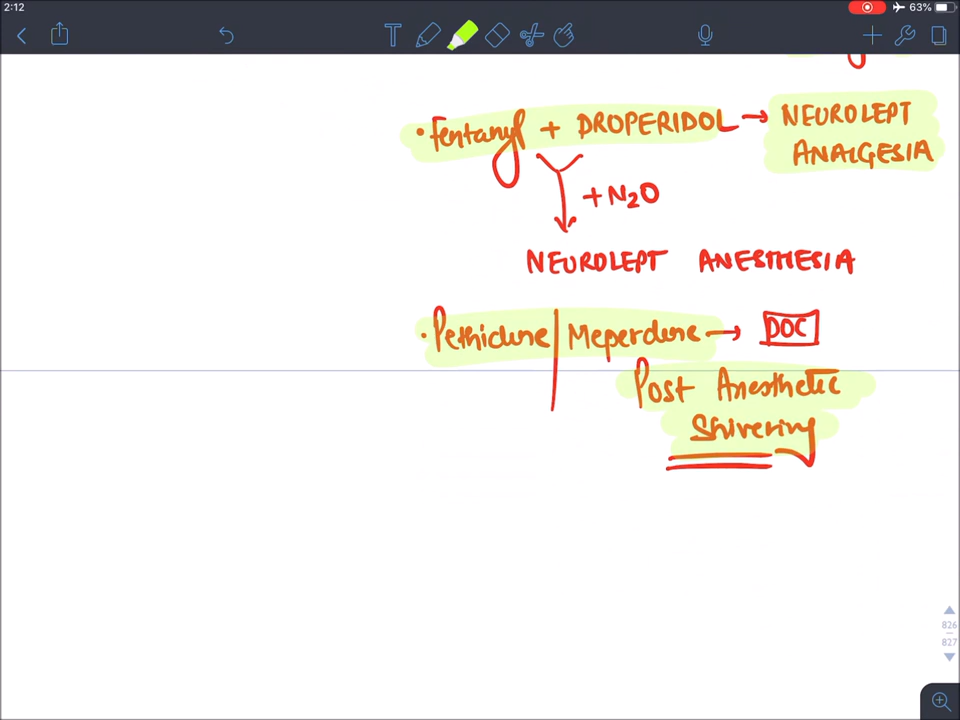 2:12
63%
T
•Fentanyl + DROPERIDOL → NEUROLEPT
ANALGESIA
+ N2O
NEUROLEPT ANESTHESIA
•Pethidine | Meperdine → DOC
Post Anesthetic
Shivering
826
827